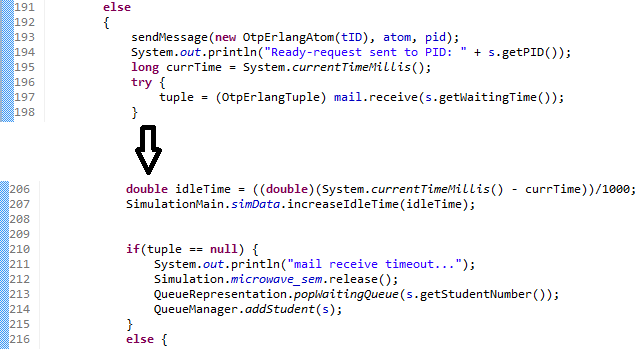 191 else
192 {
193 sendMessage(new OtpErlangAtom(tID), atom, pid);
194 System.out.println("Ready-request sent to PID: " + s.getPID());
195 long currTime = System.currentTimeMillis();
196 try {
197 tuple = (OtpErlangTuple) mail.receive(s.getWaitingTime());
198 }
206 double idleTime = ((double)(System.currentTimeMillis() - currTime))/1000;
207 SimulationMain.simData.increaseIdleTime(idleTime);
208
209
210 if(tuple == null) {
211 System.out.println("mail receive timeout...");
212 Simulation.microwave_sem.release();
213 QueueRepresentation.popWaitingQueue(s.getStudentNumber());
214 QueueManager.addStudent(s);
215 }
216 else {